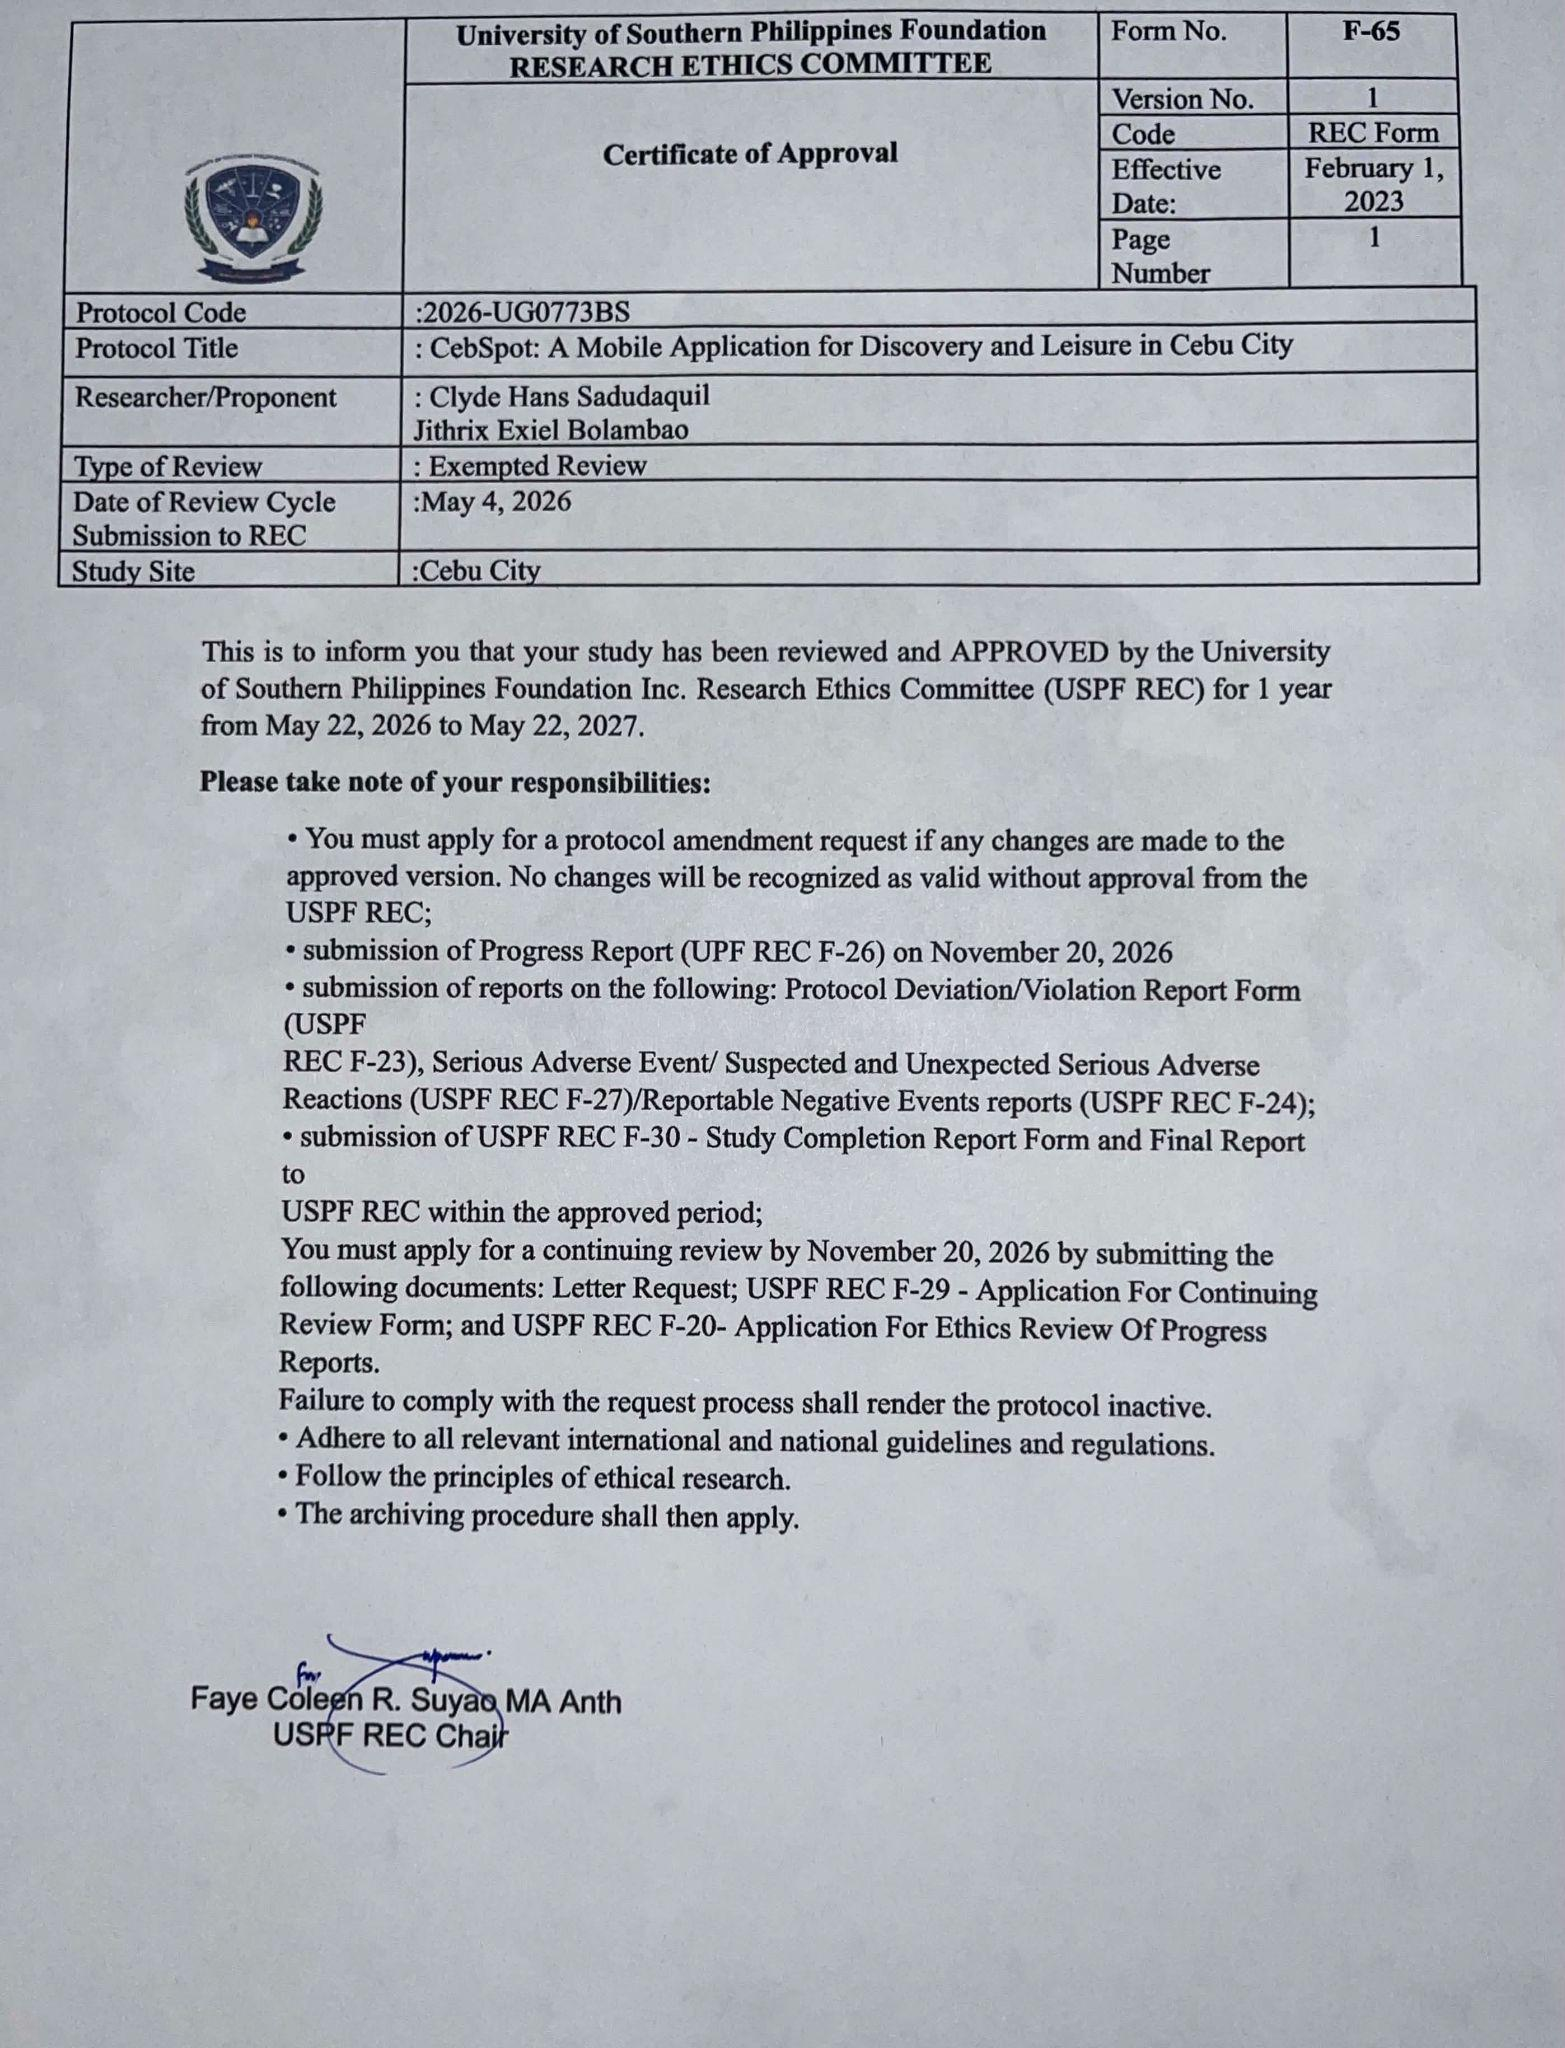 University of Southern Philippines Foundation
RESEARCH ETHICS COMMITTEE
Form No.
F-65
Certificate of Approval
Version No.
1
Code
REC Form
Effective
Date:
February 1,
2023
Page
Number
1
Protocol Code
:2026-UG0773BS
Protocol Title
: CebSpot: A Mobile Application for Discovery and Leisure in Cebu City
Researcher/Proponent
: Clyde Hans Sadudaquil
Jithrix Exiel Bolambao
Type of Review
: Exempted Review
Date of Review Cycle
Submission to REC
:May 4, 2026
Study Site
:Cebu City
This is to inform you that your study has been reviewed and APPROVED by the University
of Southern Philippines Foundation Inc. Research Ethics Committee (USPF REC) for 1 year
from May 22, 2026 to May 22, 2027.
Please take note of your responsibilities:
• You must apply for a protocol amendment request if any changes are made to the
approved version. No changes will be recognized as valid without approval from the
USPF REC;
• submission of Progress Report (UPF REC F-26) on November 20, 2026
• submission of reports on the following: Protocol Deviation/Violation Report Form
(USPF
REC F-23), Serious Adverse Event/ Suspected and Unexpected Serious Adverse
Reactions (USPF REC F-27)/Reportable Negative Events reports (USPF REC F-24);
• submission of USPF REC F-30 - Study Completion Report Form and Final Report
to
USPF REC within the approved period;
You must apply for a continuing review by November 20, 2026 by submitting the
following documents: Letter Request; USPF REC F-29 - Application For Continuing
Review Form; and USPF REC F-20- Application For Ethics Review Of Progress
Reports.
Failure to comply with the request process shall render the protocol inactive.
• Adhere to all relevant international and national guidelines and regulations.
• Follow the principles of ethical research.
• The archiving procedure shall then apply.
for
Faye Coleen R. Suyao MA Anth
USPF REC Chair